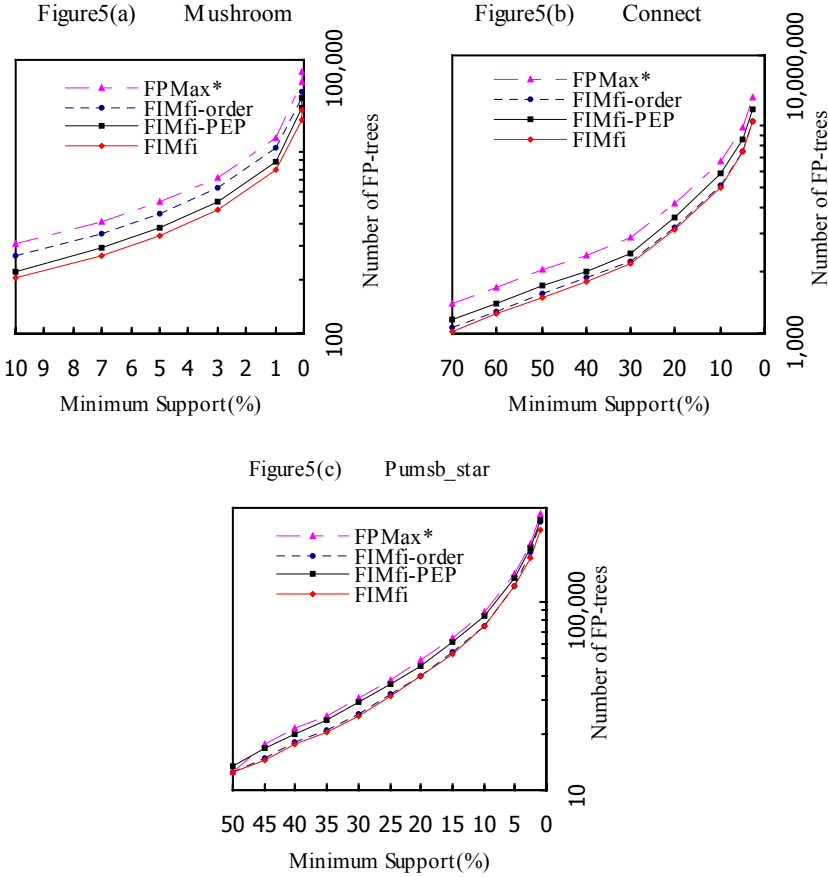 Figure5(a) Mushroom
100,000
FPMax*
FIMfi-order
FIMfi-PEP
FIMfi
Number of FP-trees
100
10 9 8 7 6 5 4 3 2 1 0
Minimum Support(%)
Figure5(b) Connect
10,000,000
FPMax*
FIMfi-order
FIMfi-PEP
FIMfi
Number of FP-trees
1,000
70 60 50 40 30 20 10 0
Minimum Support(%)
Figure5(c) Pumsb_star
FPMax*
FIMfi-order
FIMfi-PEP
FIMfi
100,000
Number of FP-trees
10
50 45 40 35 30 25 20 15 10 5 0
Minimum Support(%)